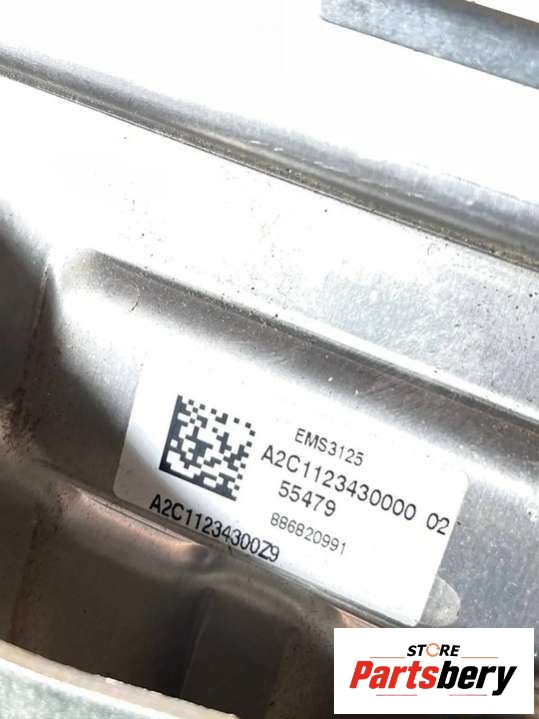 EMS3125
A2C1123430000 02
55479
886820991
A2C11234300Z9
STORE
Partsbery